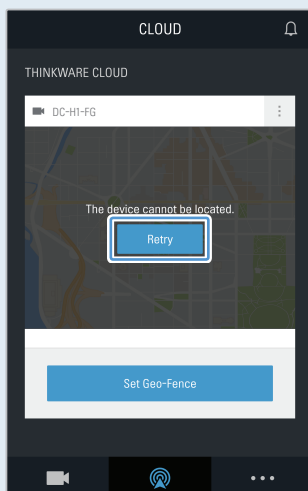 CLOUD
THINKWARE CLOUD
DC-H1-FG
The device cannot be located.
Retry
Set Geo-Fence